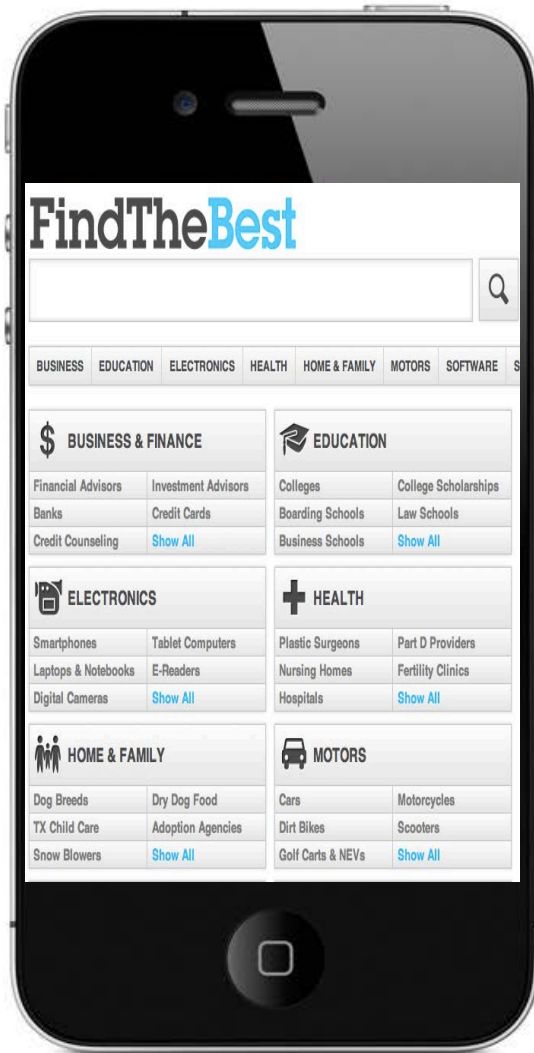 FindTheBest
BUSINESS EDUCATION ELECTRONICS HEALTH HOME & FAMILY MOTORS SOFTWARE S
BUSINESS & FINANCE
Financial Advisors Investment Advisors
Banks Credit Cards
Credit Counseling Show All
EDUCATION
Colleges College Scholarships
Boarding Schools Law Schools
Business Schools Show All
ELECTRONICS
Smartphones Tablet Computers
Laptops & Notebooks E-Readers
Digital Cameras Show All
HEALTH
Plastic Surgeons Part D Providers
Nursing Homes Fertility Clinics
Hospitals Show All
HOME & FAMILY
Dog Breeds Dry Dog Food
TX Child Care Adoption Agencies
Snow Blowers Show All
MOTORS
Cars Motorcycles
Dirt Bikes Scooters
Golf Carts & NEVs Show All